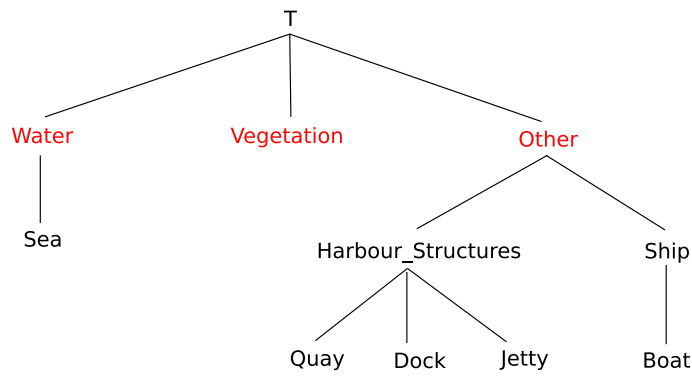 T
Water
Vegetation
Other
Sea
Harbour_Structures
Ship
Quay
Dock
Jetty
Boat